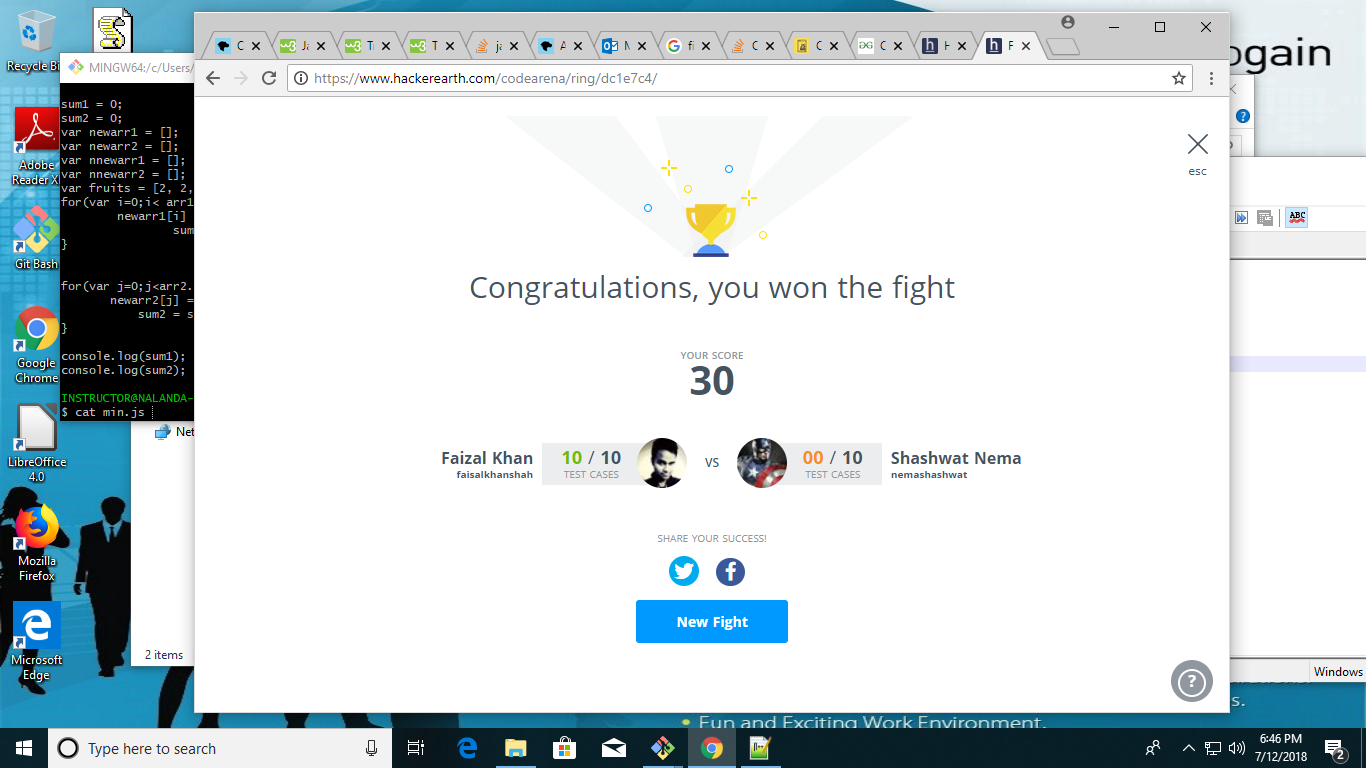 Recycle Bi
Adobe
Reader X
Git Bash
Google
Chrome
LibreOffice
4.0
Mozilla
Firefox
Microsoft
Edge
MINGW64:/c/Users/
sum1 = 0;
sum2 = 0;
var newarr1 = [];
var newarr2 = [];
var nnewarr1 = [];
var nnewarr2 = [];
var fruits = [2, 2,
for(var i=0;i< arr1
newarr1[i]
sum
}
for(var j=0;j<arr2.
newarr2[j] =
sum2 = s
}
console.log(sum1);
console.log(sum2);
INSTRUCTOR@NALANDA-
$ cat min.js
Net
2 items
https://www.hackerearth.com/codearena/ring/dc1e7c4/
esc
Congratulations, you won the fight
YOUR SCORE
30
Faizal Khan
faisalkhanshah
10 / 10
TEST CASES
VS
00 / 10
TEST CASES
Shashwat Nema
nemashashwat
SHARE YOUR SUCCESS!
New Fight
?
ogain
ABC
Windows
s.
Fun and Exciting Work Environment.
Type here to search
6:46 PM
7/12/2018
2